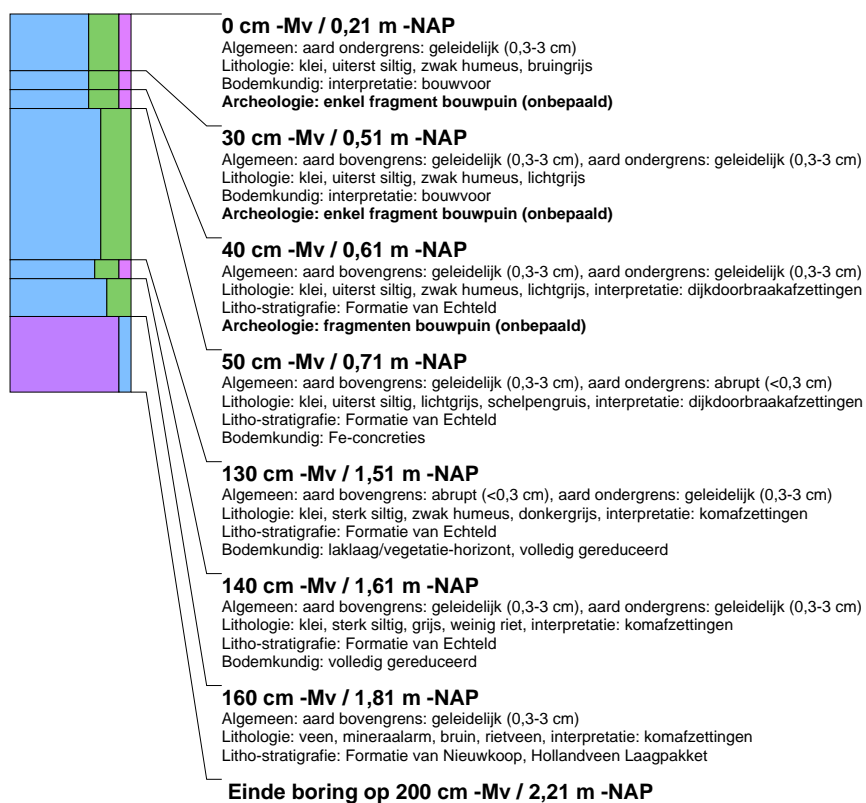 0 cm -Mv / 0,21 m -NAP
Algemeen: aard ondergrens: geleidelijk (0,3-3 cm)
Lithologie: klei, uiterst siltig, zwak humeus, bruingrijs
Bodemkundig: interpretatie: bouwvoor
Archeologie: enkel fragment bouwpuin (onbepaald)
30 cm -Mv / 0,51 m -NAP
Algemeen: aard bovengrens: geleidelijk (0,3-3 cm), aard ondergrens: geleidelijk (0,3-3 cm)
Lithologie: klei, uiterst siltig, zwak humeus, lichtgrijs
Bodemkundig: interpretatie: bouwvoor
Archeologie: enkel fragment bouwpuin (onbepaald)
40 cm -Mv / 0,61 m -NAP
Algemeen: aard bovengrens: geleidelijk (0,3-3 cm), aard ondergrens: geleidelijk (0,3-3 cm)
Lithologie: klei, uiterst siltig, zwak humeus, lichtgrijs, interpretatie: dijkdoorbraakafzettingen
Litho-stratigrafie: Formatie van Echteld
Archeologie: fragmenten bouwpuin (onbepaald)
50 cm -Mv / 0,71 m -NAP
Algemeen: aard bovengrens: geleidelijk (0,3-3 cm), aard ondergrens: abrupt (<0,3 cm)
Lithologie: klei, uiterst siltig, lichtgrijs, schelpengruis, interpretatie: dijkdoorbraakafzettingen
Litho-stratigrafie: Formatie van Echteld
Bodemkundig: Fe-concreties
130 cm -Mv / 1,51 m -NAP
Algemeen: aard bovengrens: abrupt (<0,3 cm), aard ondergrens: geleidelijk (0,3-3 cm)
Lithologie: klei, sterk siltig, zwak humeus, donkergrijs, interpretatie: komafzettingen
Litho-stratigrafie: Formatie van Echteld
Bodemkundig: laklaag/vegetatie-horizont, volledig gereduceerd
140 cm -Mv / 1,61 m -NAP
Algemeen: aard bovengrens: geleidelijk (0,3-3 cm), aard ondergrens: geleidelijk (0,3-3 cm)
Lithologie: klei, sterk siltig, grijs, weinig riet, interpretatie: komafzettingen
Litho-stratigrafie: Formatie van Echteld
Bodemkundig: volledig gereduceerd
160 cm -Mv / 1,81 m -NAP
Algemeen: aard bovengrens: geleidelijk (0,3-3 cm)
Lithologie: veen, mineraalarm, bruin, rietveen, interpretatie: komafzettingen
Litho-stratigrafie: Formatie van Nieuwkoop, Hollandveen Laagpakket
Einde boring op 200 cm -Mv / 2,21 m -NAP